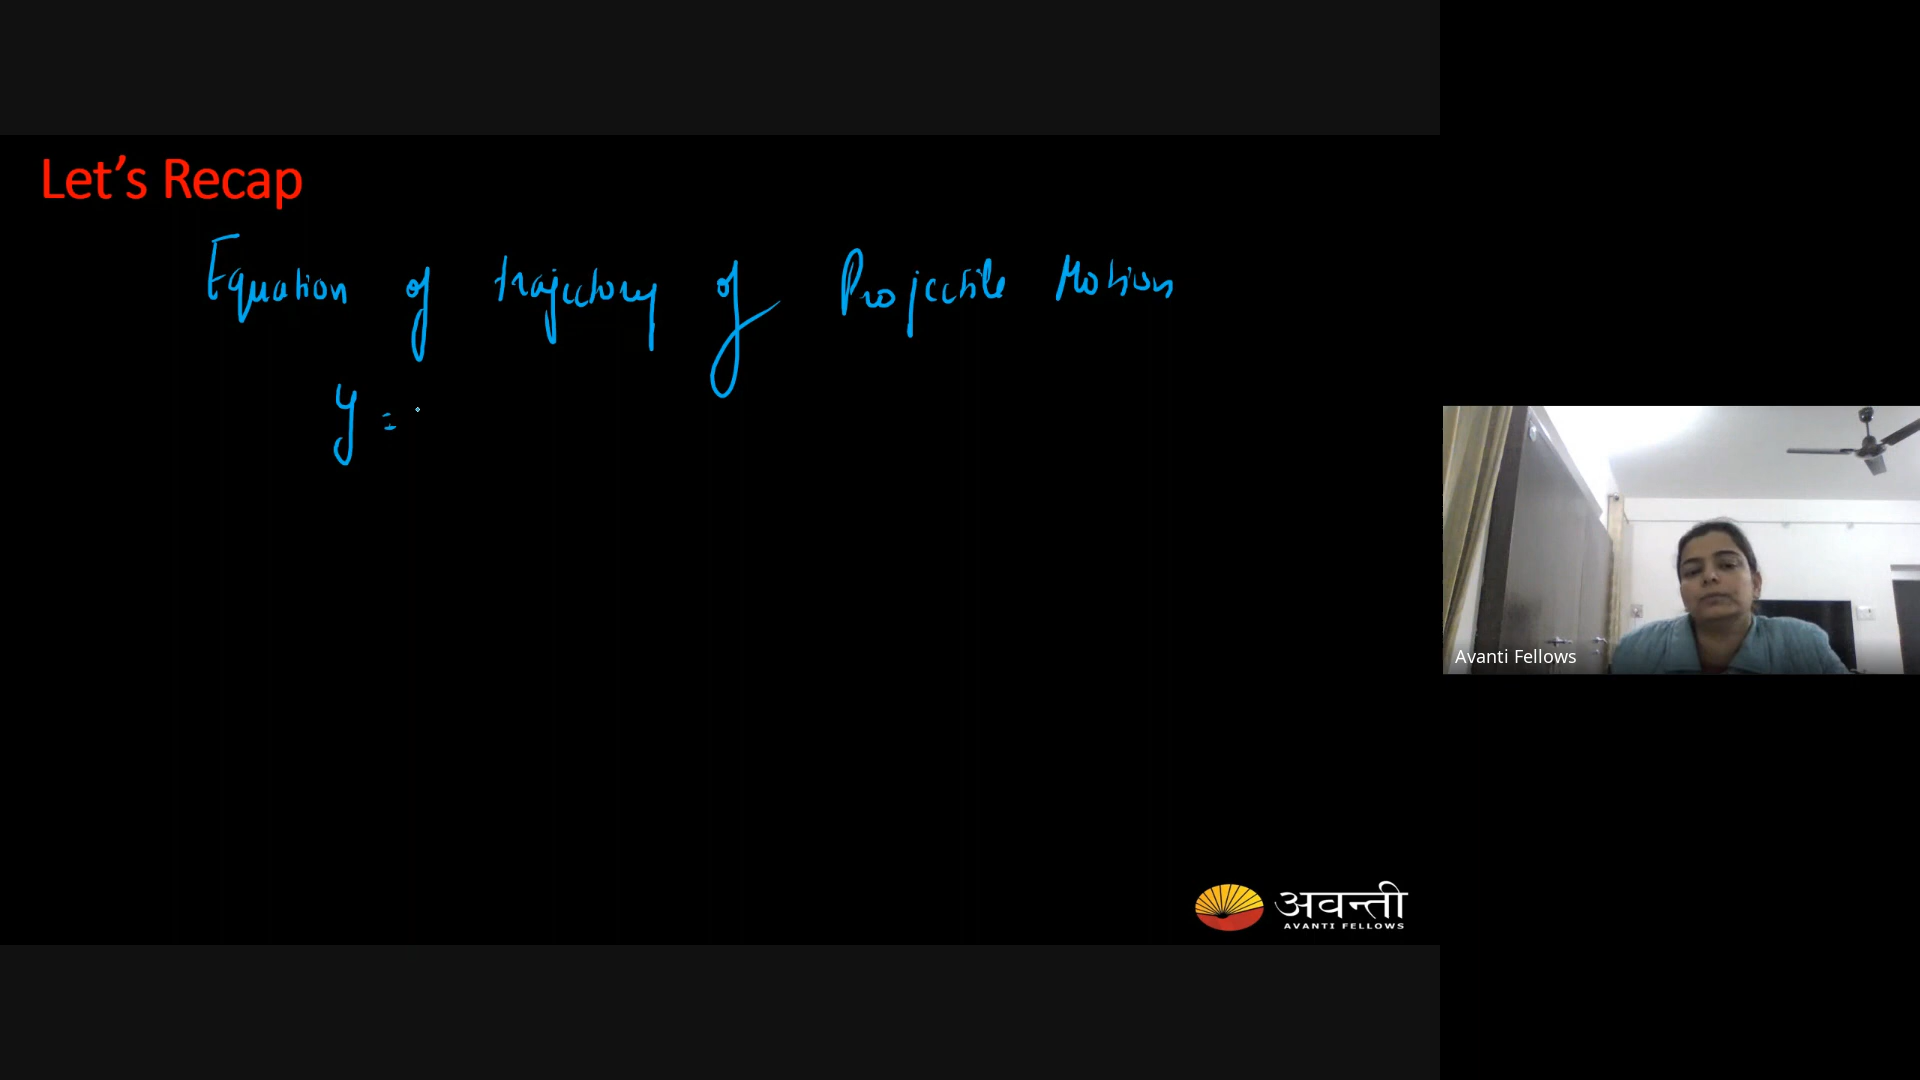 Let's Recap
Equation of trajectory of Projectile Motion
y =
Avanti Fellows
अवन्ती
AVANTI FELLOWS